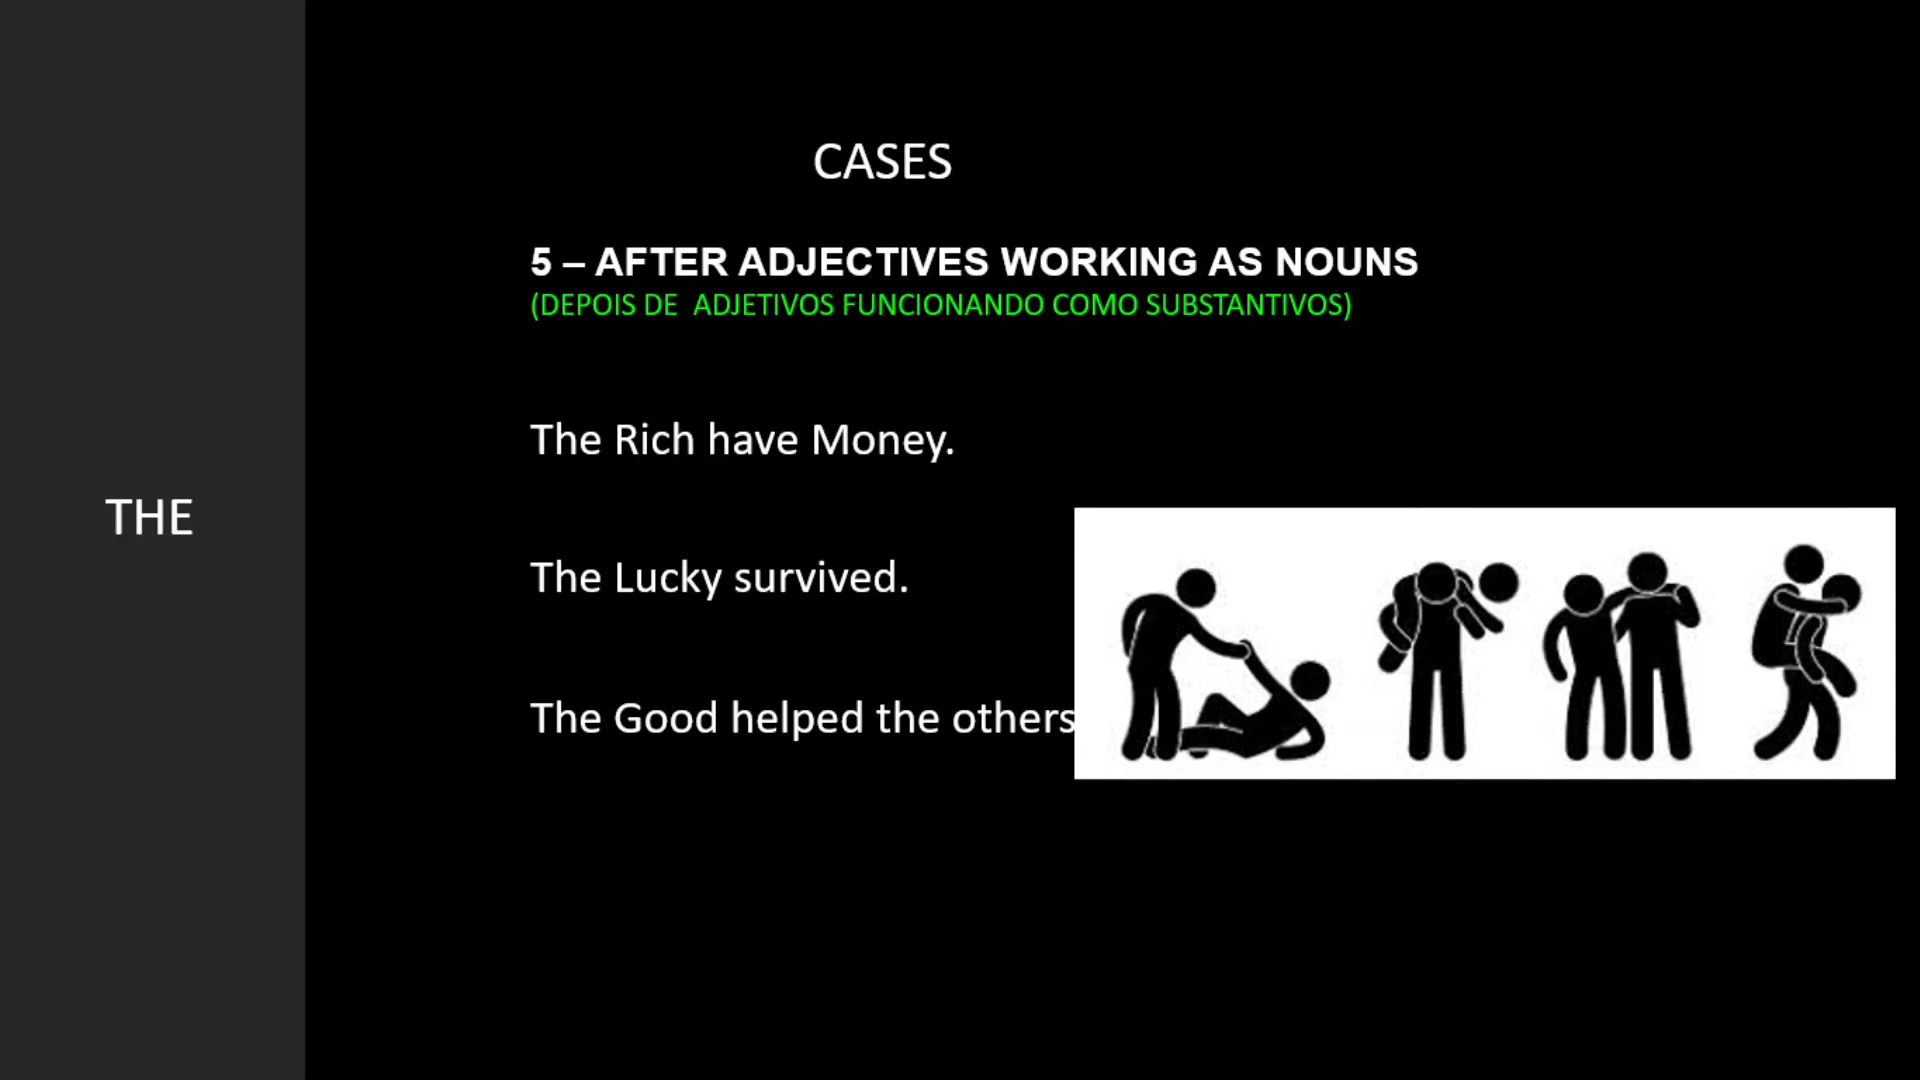 CASES
5 – AFTER ADJECTIVES WORKING AS NOUNS
(DEPOIS DE  ADJETIVOS FUNCIONANDO COMO SUBSTANTIVOS)
The Rich have Money.
THE
The Lucky survived.
The Good helped the others